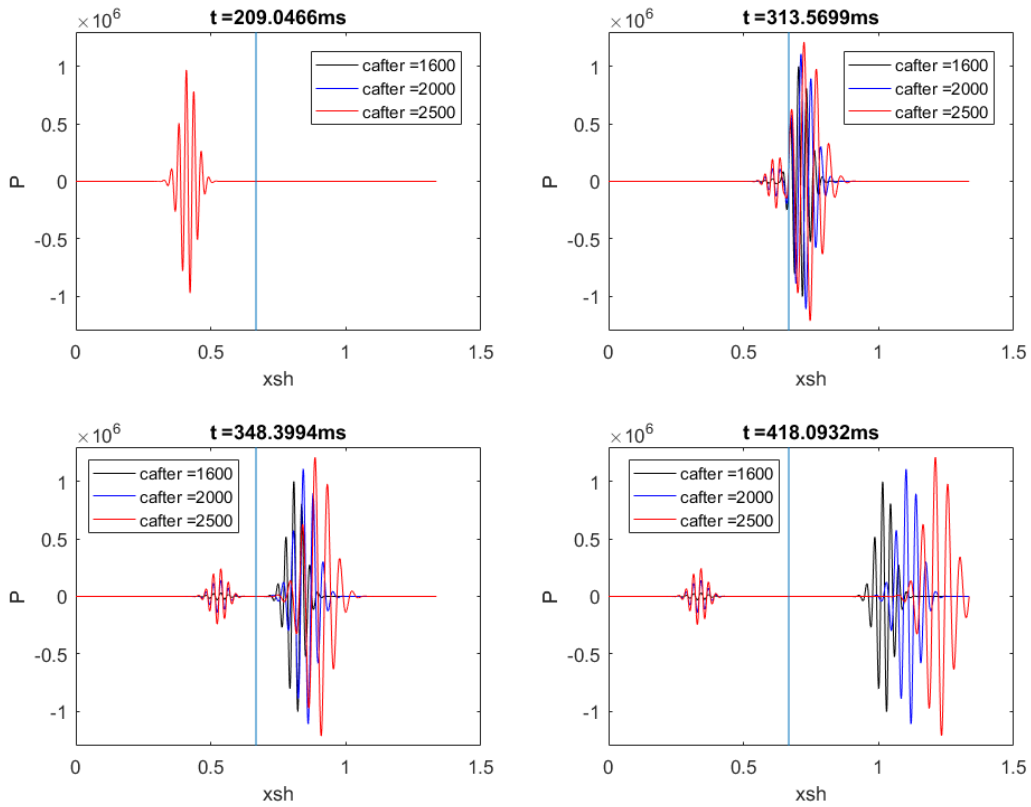 t =209.0466ms
×10^6
cafter =1600
cafter =2000
cafter =2500
1
0.5
0
-0.5
-1
P
0
0.5
1
1.5
xsh
t =313.5699ms
×10^6
cafter =1600
cafter =2000
cafter =2500
1
0.5
0
-0.5
-1
P
0
0.5
1
1.5
xsh
t =348.3994ms
×10^6
cafter =1600
cafter =2000
cafter =2500
1
0.5
0
-0.5
-1
P
0
0.5
1
1.5
xsh
t =418.0932ms
×10^6
cafter =1600
cafter =2000
cafter =2500
1
0.5
0
-0.5
-1
P
0
0.5
1
1.5
xsh